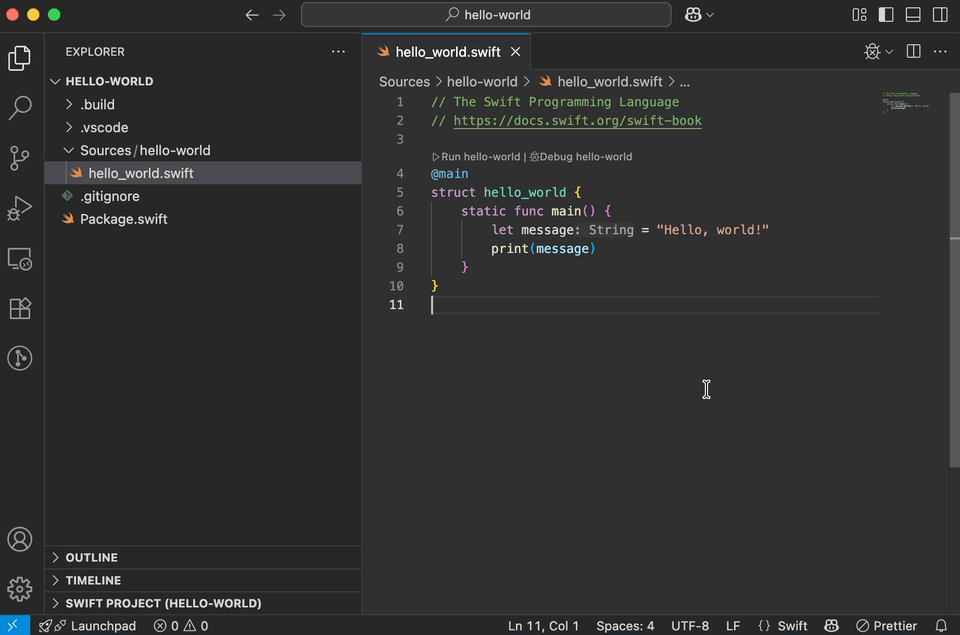 hello-world
EXPLORER
HELLO-WORLD
.build
.vscode
Sources / hello-world
hello_world.swift
.gitignore
Package.swift
OUTLINE
TIMELINE
SWIFT PROJECT (HELLO-WORLD)
hello_world.swift
Sources > hello-world > hello_world.swift > ...
1 // The Swift Programming Language
2 // https://docs.swift.org/swift-book
3
Run hello-world | Debug hello-world
4 @main
5 struct hello_world {
6 static func main() {
7 let message: String = "Hello, world!"
8 print(message)
9 }
10 }
11
Launchpad 0 0 Ln 11, Col 1 Spaces: 4 UTF-8 LF {} Swift Prettier